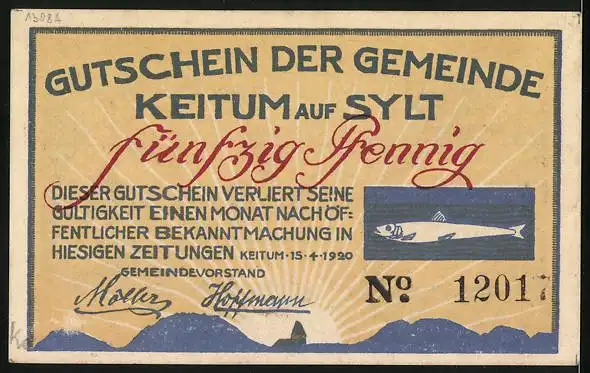 13084
GUTSCHEIN DER GEMEINDE
KEITUM AUF SYLT
fünfzig Pfennig
DIESER GUTSCHEIN VERLIERT SEINE
GÜLTIGKEIT EINEN MONAT NACH ÖF-
FENTLICHER BEKANNTMACHUNG IN
HIESIGEN ZEITUNGEN KEITUM·15·4·1920
GEMEINDEVORSTAND
Möller Hoffmann
No. 12017